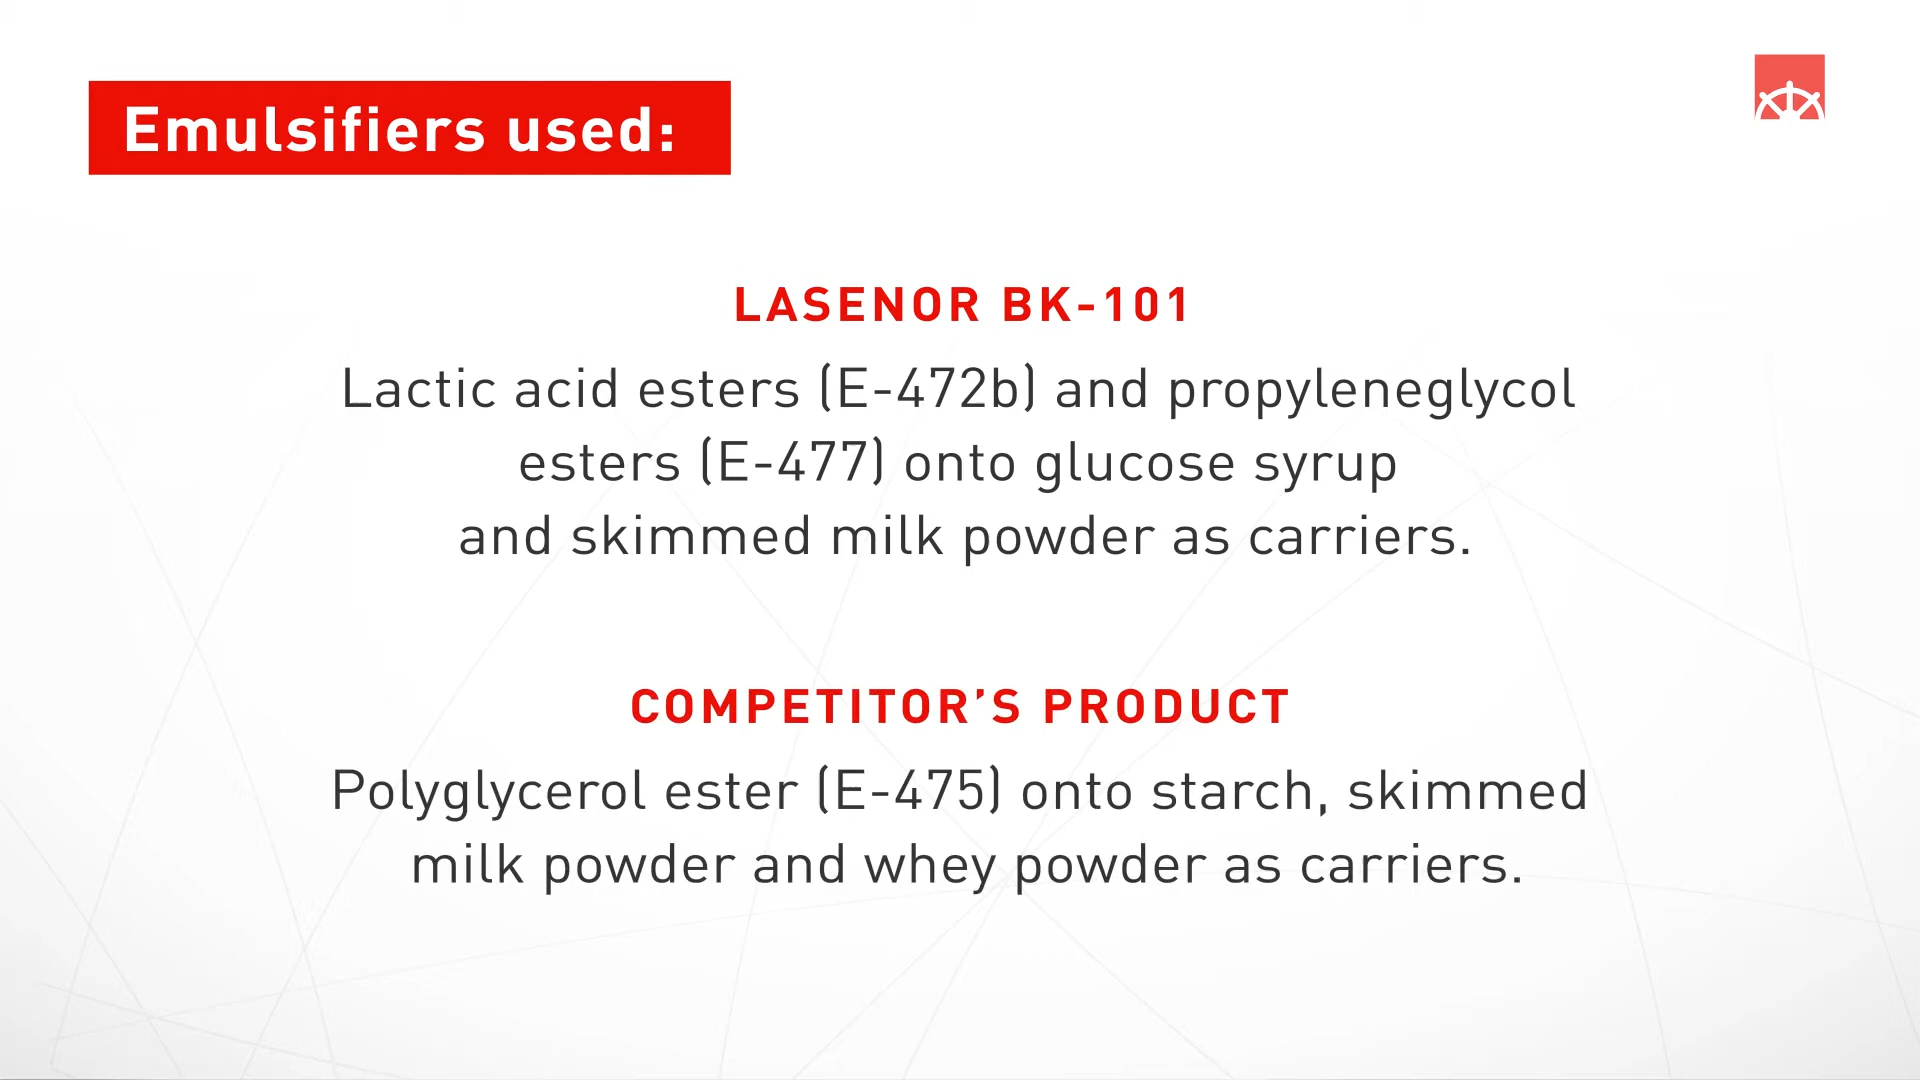 Emulsifiers used:
LASENOR BK-101
Lactic acid esters (E-472b) and propyleneglycol
esters (E-477) onto glucose syrup
and skimmed milk powder as carriers.
COMPETITOR’S PRODUCT
Polyglycerol ester (E-475) onto starch, skimmed
milk powder and whey powder as carriers.